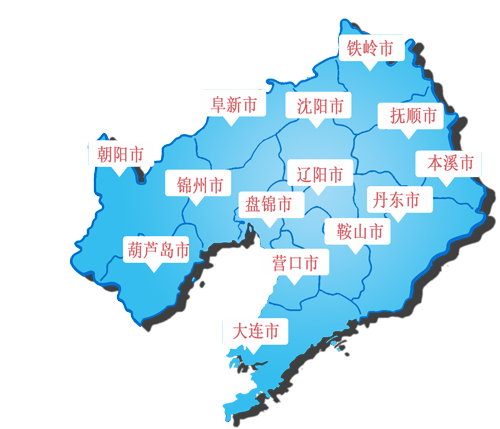 铁岭市
阜新市
沈阳市
抚顺市
朝阳市
本溪市
锦州市
辽阳市
丹东市
盘锦市
鞍山市
葫芦岛市
营口市
大连市